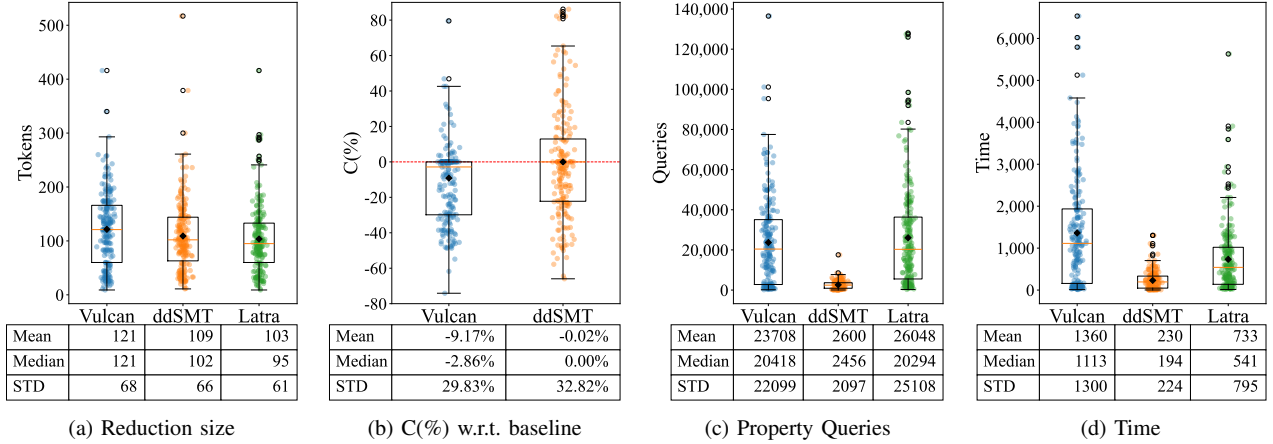 Tokens
500
400
300
200
100
0
Vulcan ddSMT Latra
Mean 121 109 103
Median 121 102 95
STD 68 66 61
(a) Reduction size
C(%)
80
60
40
20
0
-20
-40
-60
-80
Vulcan ddSMT
Mean -9.17% -0.02%
Median -2.86% 0.00%
STD 29.83% 32.82%
(b) C(%) w.r.t. baseline
Queries
140,000
120,000
100,000
80,000
60,000
40,000
20,000
0
Vulcan ddSMT Latra
Mean 23708 2600 26048
Median 20418 2456 20294
STD 22099 2097 25108
(c) Property Queries
Time
6,000
5,000
4,000
3,000
2,000
1,000
0
Vulcan ddSMT Latra
Mean 1360 230 733
Median 1113 194 541
STD 1300 224 795
(d) Time